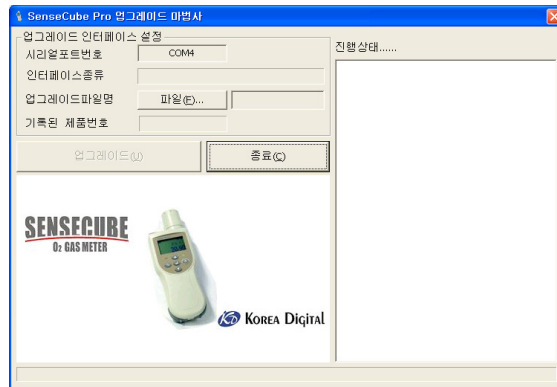 SenseCube Pro 업그레이드 마법사
업그레이드 인터페이스 설정
시리얼포트번호 COM4
인터페이스종류
업그레이드파일명 파일(F)...
기록된 제품번호
업그레이드(U) 종료(C)
진행상태......
SENSECUBE
O₂ GAS METER
KD KOREA DIGITAL